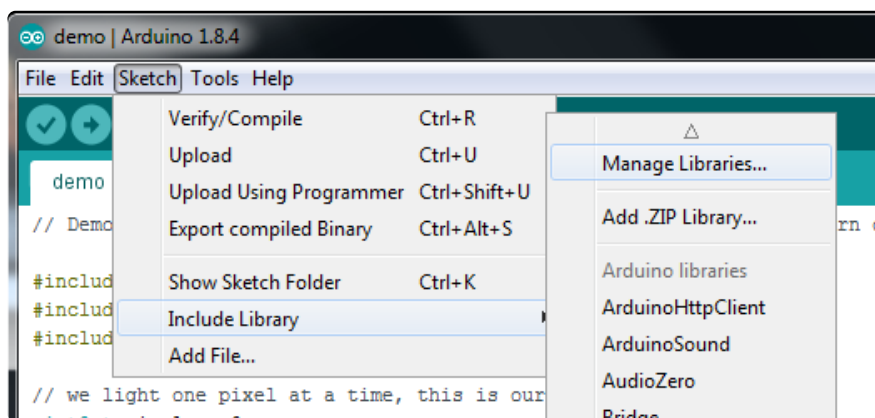 demo | Arduino 1.8.4
File Edit Sketch Tools Help
Verify/Compile Ctrl+R
Upload Ctrl+U
Upload Using Programmer Ctrl+Shift+U
Export compiled Binary Ctrl+Alt+S
Show Sketch Folder Ctrl+K
Include Library
Add File...
Manage Libraries...
Add .ZIP Library...
Arduino libraries
ArduinoHttpClient
ArduinoSound
AudioZero
Bridge
demo
// Demo
#includ
#includ
#includ
// we light one pixel at a time, this is our